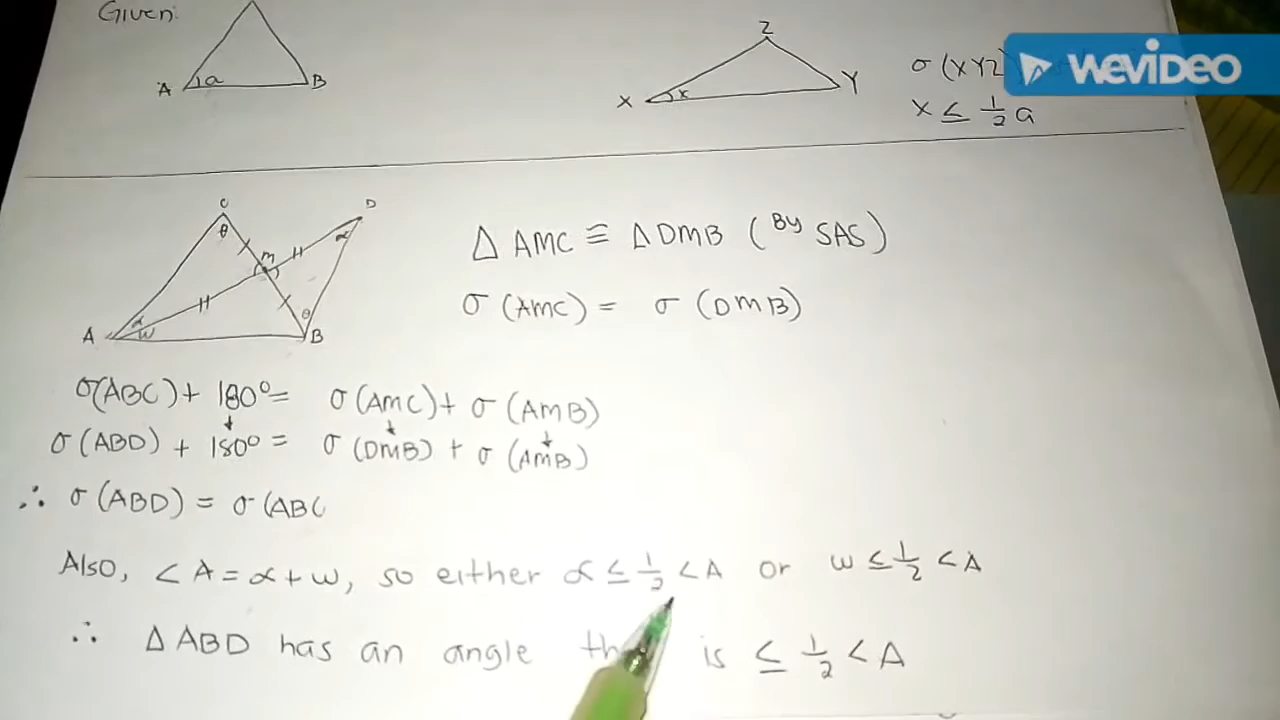 Given:
A a B
Z
X x Y
σ (XYZ)
WEVIDEO
x ≤ 1/2 a
C D
θ α
M
α w
θ
A B
Δ AMC ≅ Δ DMB (By SAS)
σ (AMC) = σ (DMB)
σ(ABC) + 180° = σ (AMC) + σ (AMB)
σ (ABD) + 180° = σ (DMB) + σ (AMB)
∴ σ (ABD) = σ (ABC
Also, <A = α + w, so either α ≤ 1/2 <A or w ≤ 1/2 <A
∴ Δ ABD has an angle is ≤ 1/2 <A